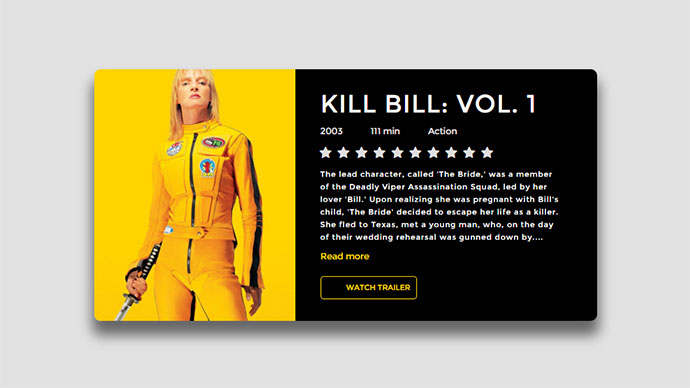 KILL BILL: VOL. 1
2003 111 min Action
The lead character, called 'The Bride,' was a member
of the Deadly Viper Assassination Squad, led by her
lover 'Bill.' Upon realizing she was pregnant with Bill's
child, 'The Bride' decided to escape her life as a killer.
She fled to Texas, met a young man, who, on the day
of their wedding rehearsal was gunned down by....
Read more
WATCH TRAILER